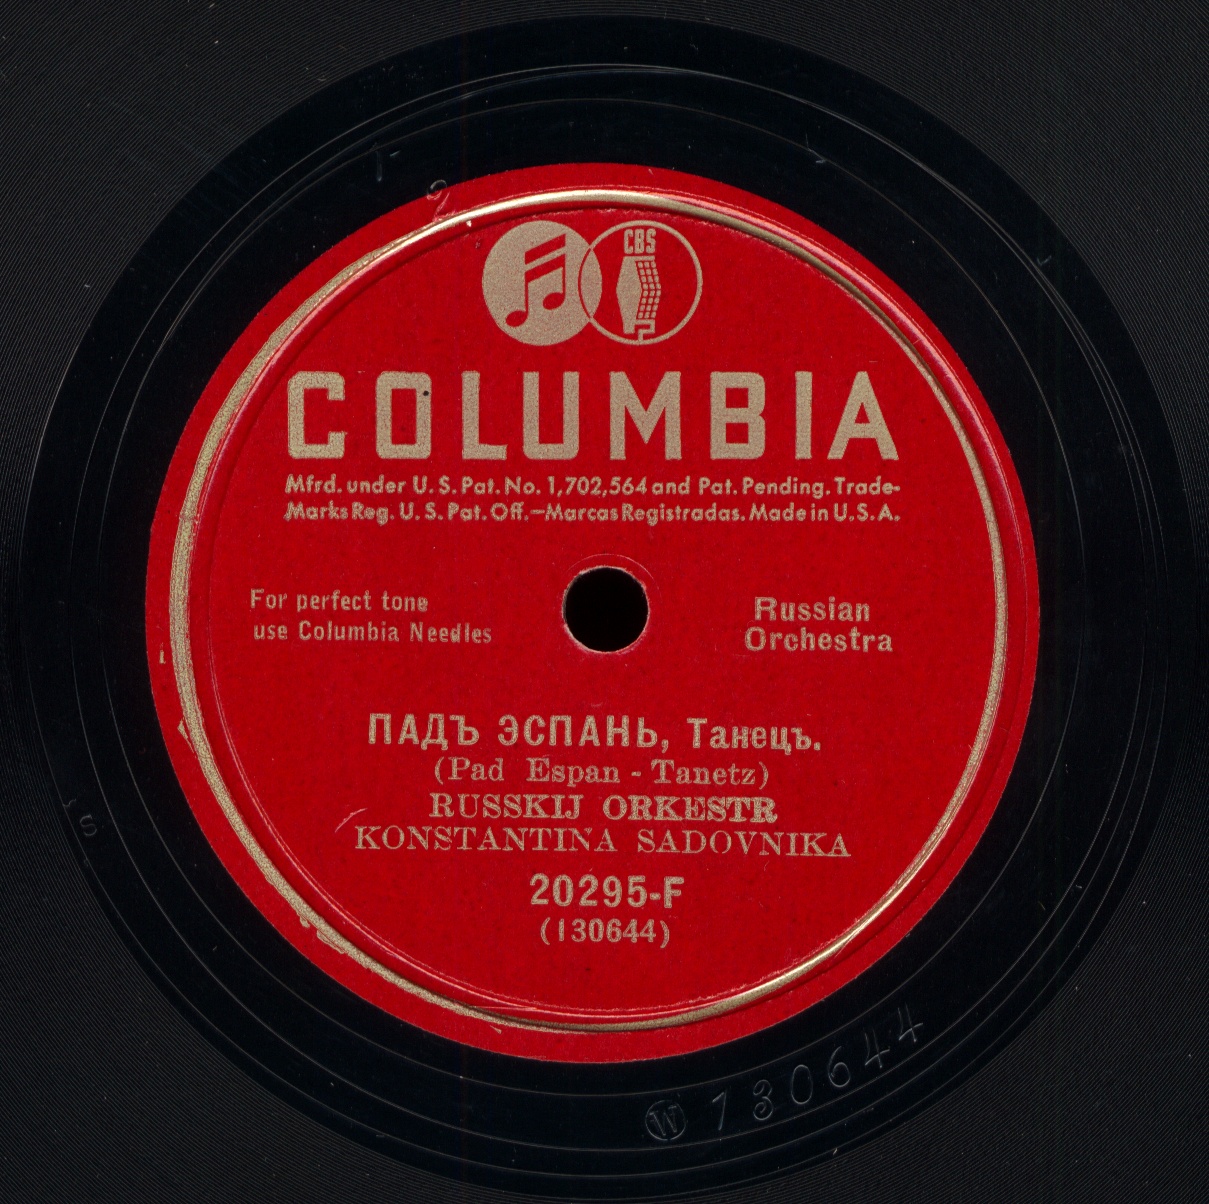 CBS
COLUMBIA
Mfrd. under U. S. Pat. No. 1,702,564 and Pat. Pending. Trade-
Marks Reg. U. S. Pat. Off.—Marcas Registradas. Made in U.S.A.
For perfect tone
use Columbia Needles
Russian
Orchestra
ПАДЪ ЭСПАНЬ, Танецъ.
(Pad Espan - Tanetz)
RUSSKIJ ORKESTR
KONSTANTINA SADOVNIKA
20295-F
(130644)
W 130644